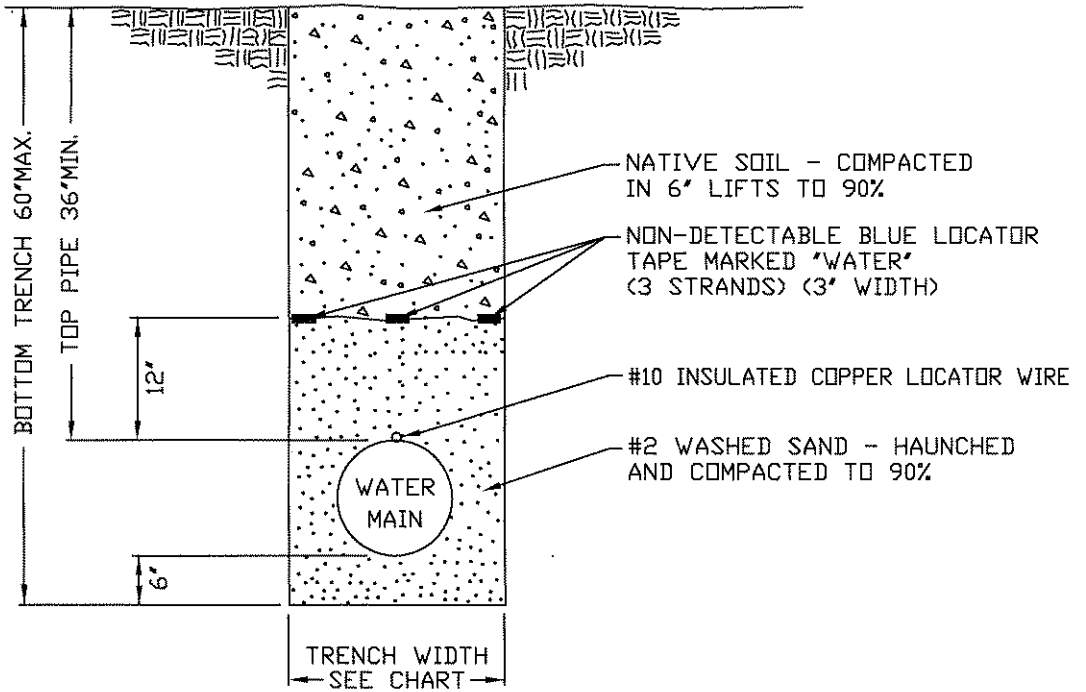 BOTTOM TRENCH 60"MAX.
TOP PIPE 36"MIN.
NATIVE SOIL - COMPACTED
IN 6" LIFTS TO 90%
NON-DETECTABLE BLUE LOCATOR
TAPE MARKED "WATER"
(3 STRANDS) (3" WIDTH)
12"
#10 INSULATED COPPER LOCATOR WIRE
#2 WASHED SAND - HAUNCHED
AND COMPACTED TO 90%
WATER
MAIN
6"
TRENCH WIDTH
SEE CHART